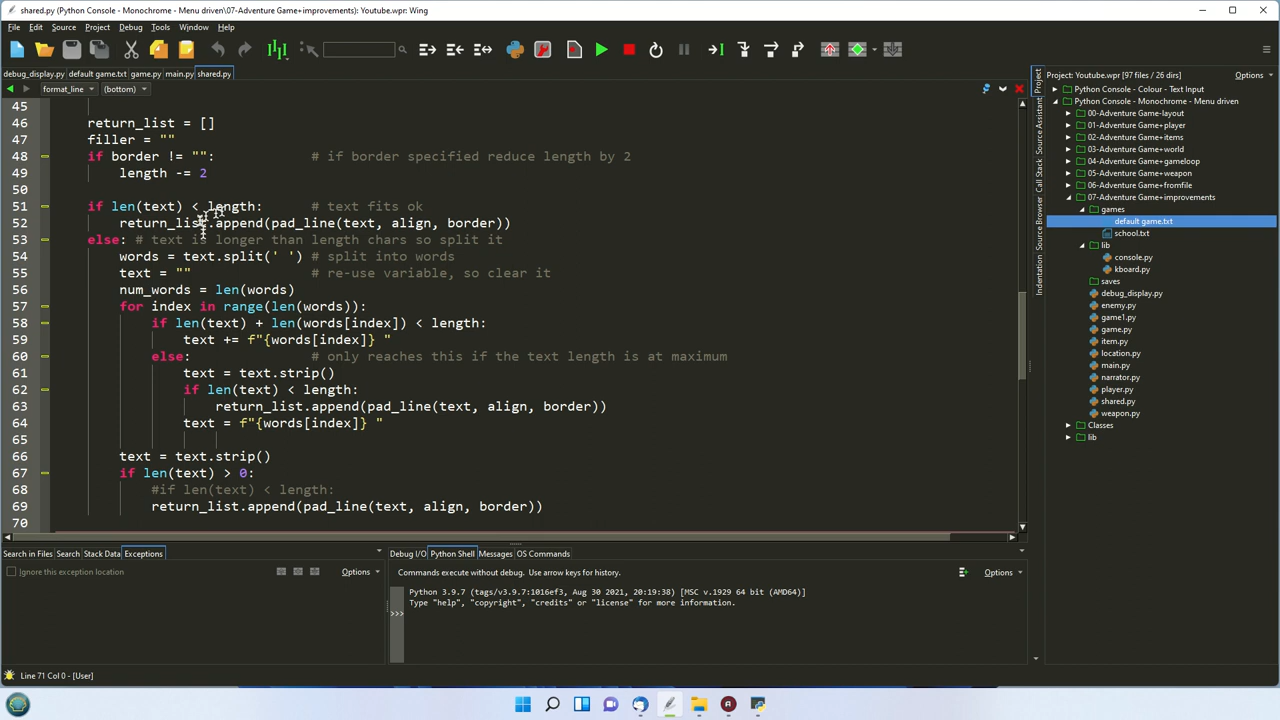 shared.py (Python Console - Monochrome - Menu driven\07-Adventure Game+improvements): Youtube.wpr: Wing
File Edit Source Project Debug Tools Window Help
debug_display.py default game.txt game.py main.py shared.py
format_line (bottom)
45
46 return_list = []
47 filler = ""
48 if border != "": # if border specified reduce length by 2
49 length -= 2
50
51 if len(text) < length: # text fits ok
52 return_list.append(pad_line(text, align, border))
53 else: # text is longer than length chars so split it
54 words = text.split(' ') # split into words
55 text = "" # re-use variable, so clear it
56 num_words = len(words)
57 for index in range(len(words)):
58 if len(text) + len(words[index]) < length:
59 text += f"{words[index]} "
60 else: # only reaches this if the text length is at maximum
61 text = text.strip()
62 if len(text) < length:
63 return_list.append(pad_line(text, align, border))
64 text = f"{words[index]} "
65
66 text = text.strip()
67 if len(text) > 0:
68 #if len(text) < length:
69 return_list.append(pad_line(text, align, border))
70
Project
Source Assistant
Call Stack
Source Browser
Indentation
Project: Youtube.wpr [97 files / 26 dirs] Options
Python Console - Colour - Text Input
Python Console - Monochrome - Menu driven
00-Adventure Game-layout
01-Adventure Game+player
02-Adventure Game+items
03-Adventure Game+world
04-Adventure Game+gameloop
05-Adventure Game+weapon
06-Adventure Game+fromfile
07-Adventure Game+improvements
games
default game.txt
school.txt
lib
console.py
kboard.py
saves
debug_display.py
enemy.py
game1.py
game.py
item.py
location.py
main.py
narrator.py
player.py
shared.py
weapon.py
Classes
lib
Search in Files Search Stack Data Exceptions
Ignore this exception location Options
Debug I/O Python Shell Messages OS Commands
Commands execute without debug. Use arrow keys for history. Options
Python 3.9.7 (tags/v3.9.7:1016ef3, Aug 30 2021, 20:19:38) [MSC v.1929 64 bit (AMD64)]
Type "help", "copyright", "credits" or "license" for more information.
>>>
Line 71 Col 0 - [User]